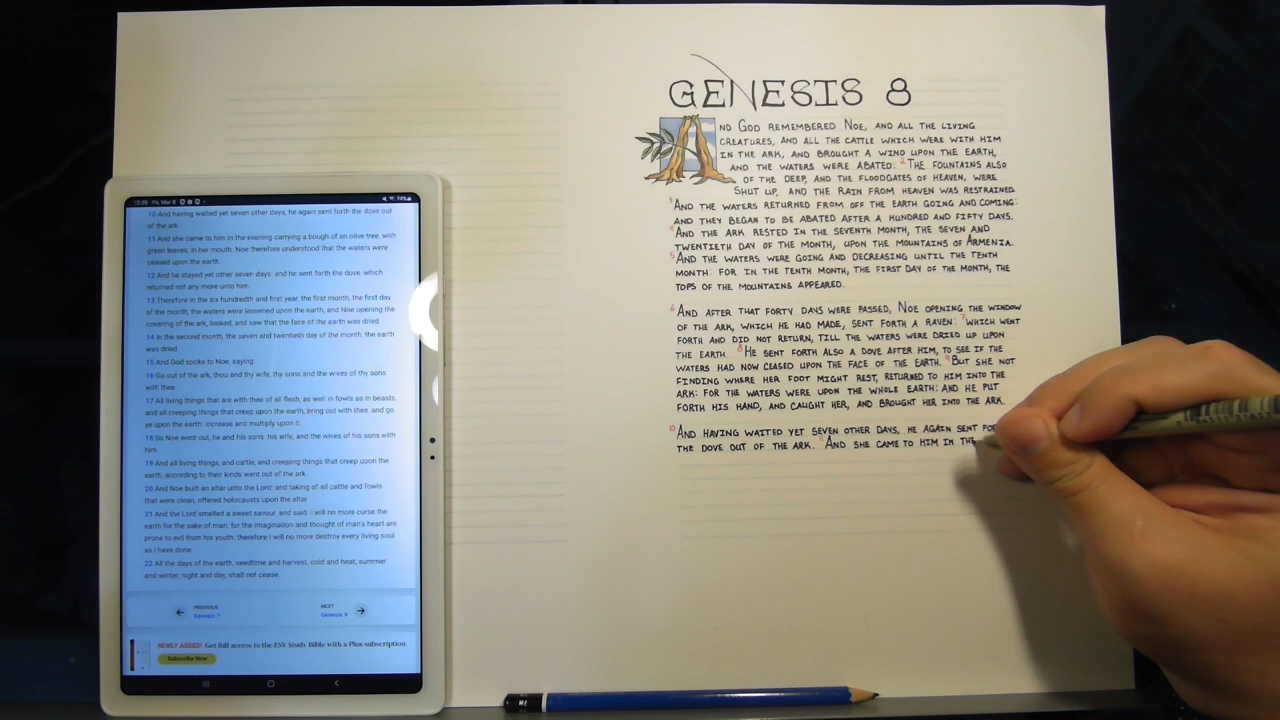 Fri, Mar 8
74%
10 And having waited yet seven other days, he again sent forth the dove out
of the ark.
11 And she came to him in the evening carrying a bough of an olive tree, with
green leaves, in her mouth. Noe therefore understood that the waters were
ceased upon the earth.
12 And he stayed yet other seven days: and he sent forth the dove, which
returned not any more unto him.
13 Therefore in the six hundredth and first year, the first month, the first day
of the month, the waters were lessened upon the earth, and Noe opening the
covering of the ark, looked, and saw that the face of the earth was dried.
14 In the second month, the seven and twentieth day of the month, the earth
was dried.
15 And God spoke to Noe, saying:
16 Go out of the ark, thou and thy wife, thy sons and the wives of thy sons
with thee.
17 All living things that are with thee of all flesh, as well in fowls as in beasts,
and all creeping things that creep upon the earth, bring out with thee, and go
ye upon the earth: increase and multiply upon it.
18 So Noe went out, he and his sons: his wife, and the wives of his sons with
him.
19 And all living things, and cattle, and creeping things that creep upon the
earth, according to their kinds went out of the ark.
20 And Noe built an altar unto the Lord: and taking of all cattle and fowls
that were clean, offered holocausts upon the altar.
21 And the Lord smelled a sweet savour, and said: I will no more curse the
earth for the sake of man: for the imagination and thought of man's heart are
prone to evil from his youth: therefore I will no more destroy every living soul
as I have done.
22 All the days of the earth, seedtime and harvest, cold and heat, summer
and winter, night and day, shall not cease.
PREVIOUS
Genesis 7
NEXT
Genesis 9
NEWLY ADDED! Get full access to the ESV Study Bible with a Plus subscription.
Subscribe Now
GENESIS 8
AND GOD REMEMBERED NOE, AND ALL THE LIVING
CREATURES, AND ALL THE CATTLE WHICH WERE WITH HIM
IN THE ARK, AND BROUGHT A WIND UPON THE EARTH,
AND THE WATERS WERE ABATED: 2 THE FOUNTAINS ALSO
OF THE DEEP, AND THE FLOODGATES OF HEAVEN, WERE
SHUT UP, AND THE RAIN FROM HEAVEN WAS RESTRAINED.
3 AND THE WATERS RETURNED FROM OFF THE EARTH GOING AND COMING:
AND THEY BEGAN TO BE ABATED AFTER A HUNDRED AND FIFTY DAYS.
4 AND THE ARK RESTED IN THE SEVENTH MONTH, THE SEVEN AND
TWENTIETH DAY OF THE MONTH, UPON THE MOUNTAINS OF ARMENIA.
5 AND THE WATERS WERE GOING AND DECREASING UNTIL THE TENTH
MONTH: FOR IN THE TENTH MONTH, THE FIRST DAY OF THE MONTH, THE
TOPS OF THE MOUNTAINS APPEARED.
6 AND AFTER THAT FORTY DAYS WERE PASSED, NOE OPENING THE WINDOW
OF THE ARK, WHICH HE HAD MADE, SENT FORTH A RAVEN: 7 WHICH WENT
FORTH AND DID NOT RETURN, TILL THE WATERS WERE DRIED UP UPON
THE EARTH. 8 HE SENT FORTH ALSO A DOVE AFTER HIM, TO SEE IF THE
WATERS HAD NOW CEASED UPON THE FACE OF THE EARTH. 9 BUT SHE NOT
FINDING WHERE HER FOOT MIGHT REST, RETURNED TO HIM INTO THE
ARK: FOR THE WATERS WERE UPON THE WHOLE EARTH: AND HE PUT
FORTH HIS HAND, AND CAUGHT HER, AND BROUGHT HER INTO THE ARK.
10 AND HAVING WAITED YET SEVEN OTHER DAYS, HE AGAIN SENT FO
THE DOVE OUT OF THE ARK. 11 AND SHE CAME TO HIM IN THE